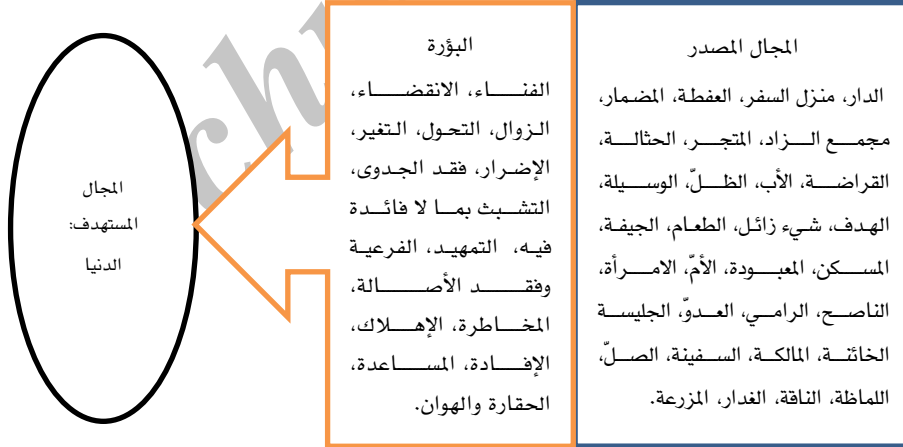 المجال المصدر
الدار، منزل السفر، العفطة، المضمار،
مجمع الزاد، المتجر، الحثالة،
القراضة، الأب، الظلّ، الوسيلة،
الهدف، شيء زائل، الطعام، الجيفة،
المسكن، المعبودة، الأمّ، الامرأة،
الناصح، الرامي، العدوّ، الجليسة
الخائنة، المالكة، السفينة، الصلّ،
اللماظة، الناقة، الغدار، المزرعة.
البؤرة
الفناء، الانقضاء،
الزوال، التحول، التغير،
الإضرار، فقد الجدوى،
التشبث بما لا فائدة
فيه، التمهيد، الفرعية
وفقد الأصالة،
المخاطرة، الإهلاك،
الإفادة، المساعدة،
الحقارة والهوان.
المجال
المستهدف:
الدنيا